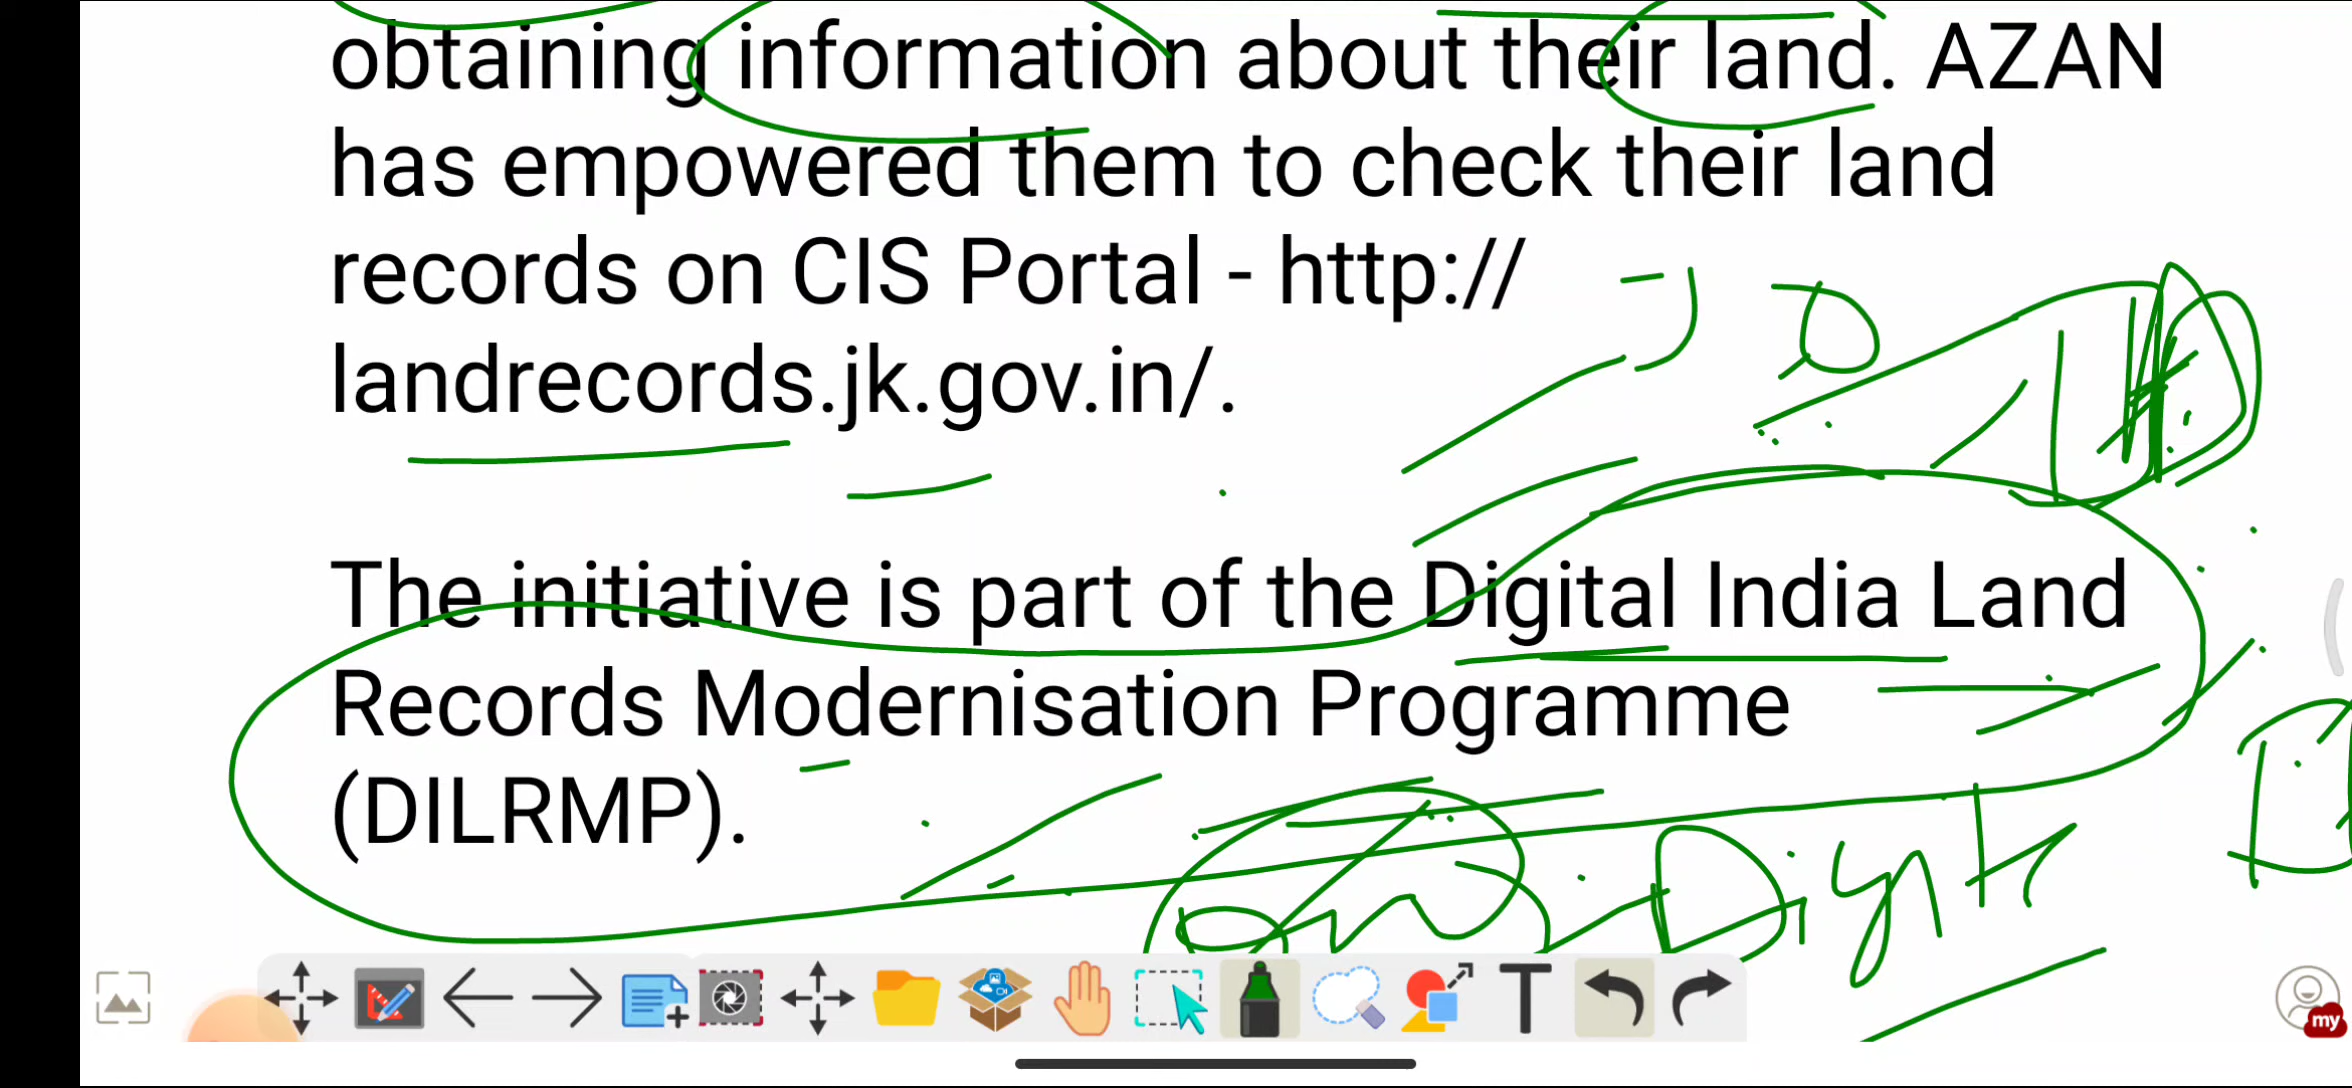 obtaining information about their land. AZAN
has empowered them to check their land
records on CIS Portal - http://
landrecords.jk.gov.in/.
The initiative is part of the Digital India Land
Records Modernisation Programme
(DILRMP).
my